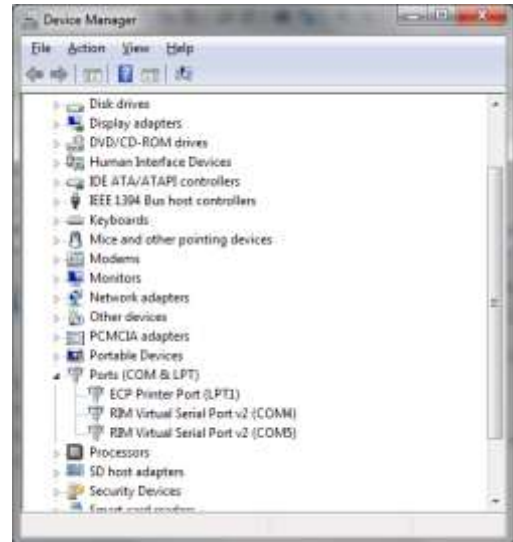 Device Manager
File Action View Help
Disk drives
Display adapters
DVD/CD-ROM drives
Human Interface Devices
IDE ATA/ATAPI controllers
IEEE 1394 Bus host controllers
Keyboards
Mice and other pointing devices
Modems
Monitors
Network adapters
Other devices
PCMCIA adapters
Portable Devices
Ports (COM & LPT)
ECP Printer Port (LPT1)
RIM Virtual Serial Port v2 (COM4)
RIM Virtual Serial Port v2 (COM5)
Processors
SD host adapters
Security Devices
Smart card readers